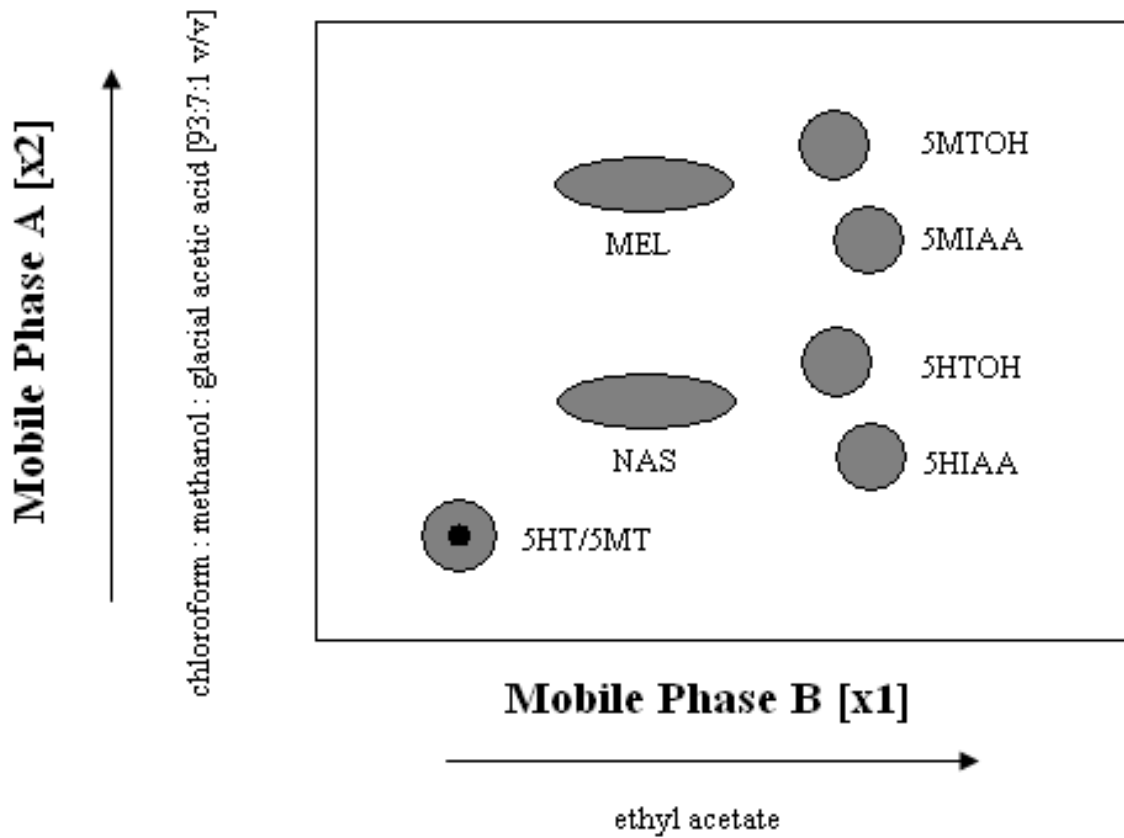 Mobile Phase A [x2]
chloroform : methanol : glacial acetic acid [93:7:1 v/v]
5MTOH
MEL
5MIAA
5HTOH
NAS
5HIAA
5HT/5MT
Mobile Phase B [x1]
ethyl acetate